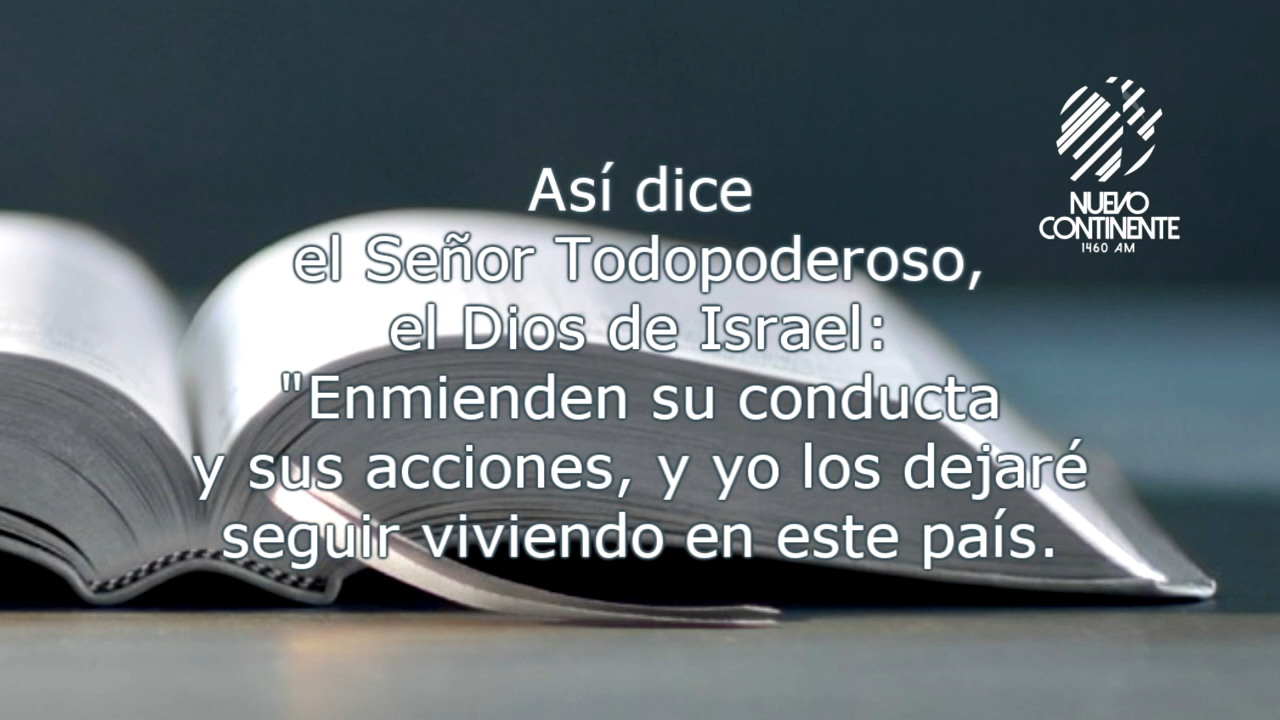 Así dice
el Señor Todopoderoso,
el Dios de Israel:
"Enmienden su conducta
y sus acciones, y yo los dejaré
seguir viviendo en este país.
NUEVO
CONTINENTE
1460 AM